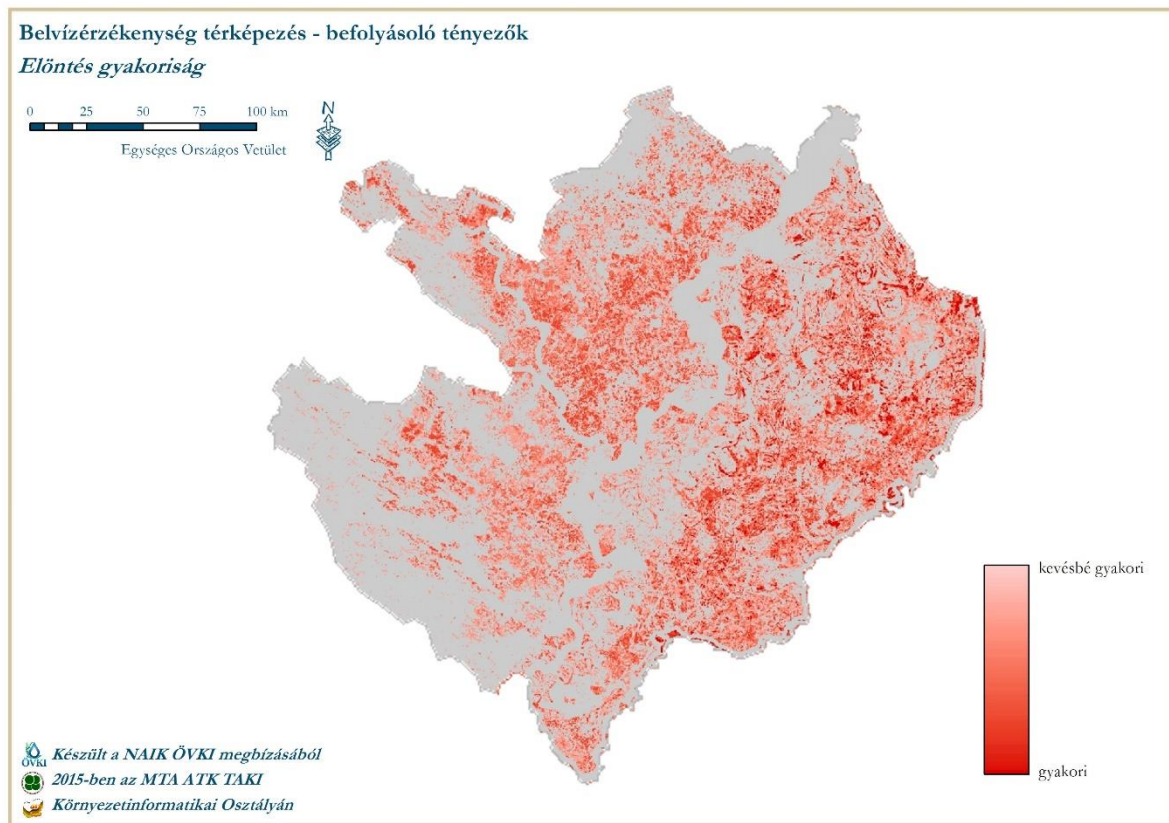 Belvízérzékenység térképezés - befolyásoló tényezők
Elöntés gyakoriság
0 25 50 75 100 km
N
Egységes Országos Vetület
kevésbé gyakori
gyakori
ÖVKI
Készült a NAIK ÖVKI megbízásából
2015-ben az MTA ATK TAKI
Környezetinformatikai Osztályán